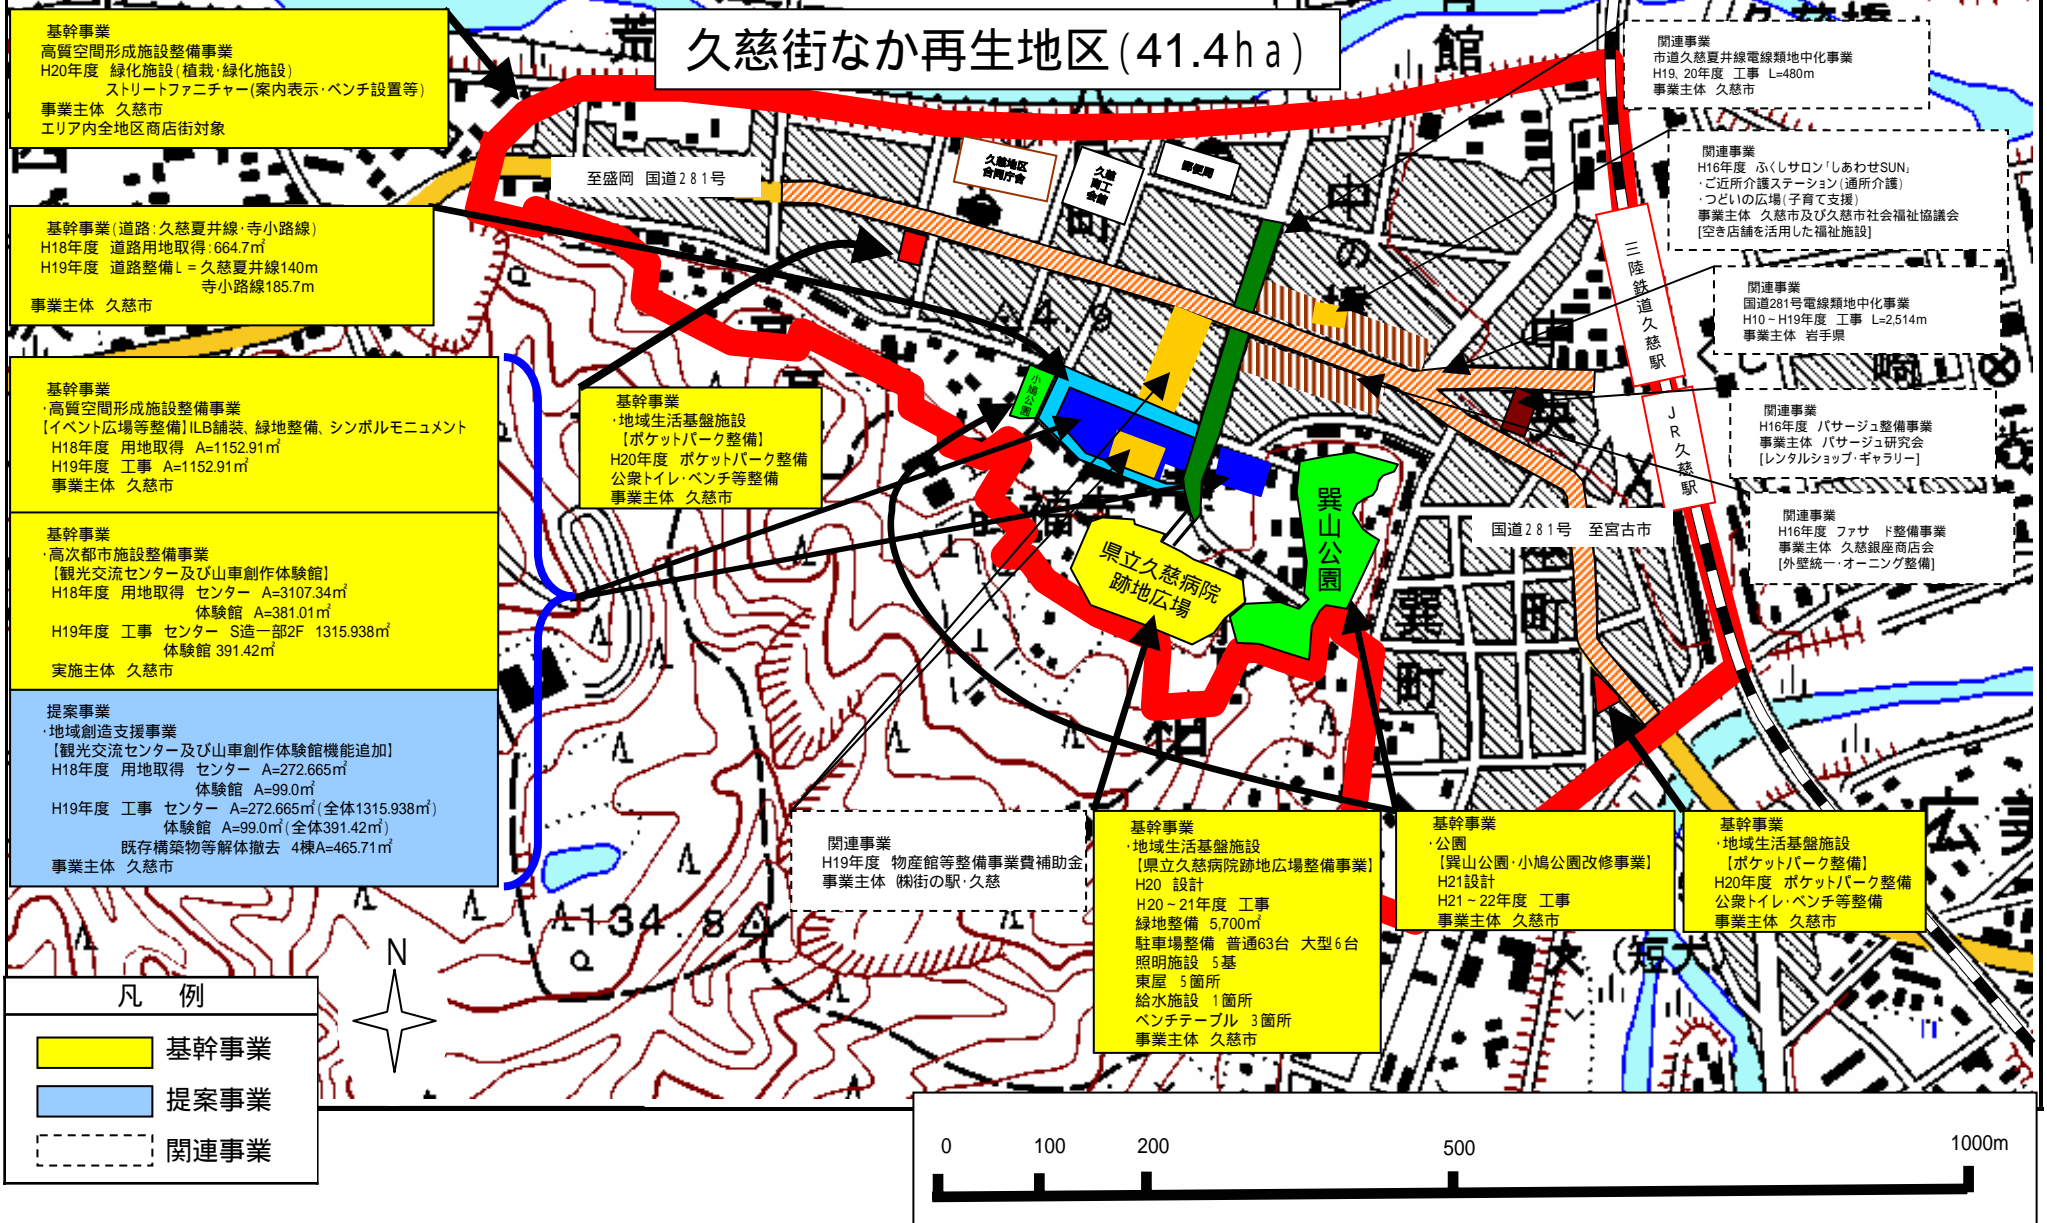 久慈街なか再生地区(41.4ha)
基幹事業
高質空間形成施設整備事業
H20年度 緑化施設(植栽･緑化施設)
ストリートファニチャー(案内表示･ベンチ設置等)
事業主体 久慈市
エリア内全地区商店街対象
基幹事業(道路:久慈夏井線･寺小路線)
H18年度 道路用地取得:664.7㎡
H19年度 道路整備L=久慈夏井線140m
寺小路線185.7m
事業主体 久慈市
基幹事業
･高質空間形成施設整備事業
【イベント広場等整備】ILB舗装、緑地整備、シンボルモニュメント
H18年度 用地取得 A=1152.91㎡
H19年度 工事 A=1152.91㎡
事業主体 久慈市
基幹事業
･高次都市施設整備事業
【観光交流センター及び山車創作体験館】
H18年度 用地取得 センター A=3107.34㎡
体験館 A=381.01㎡
H19年度 工事 センター S造一部2F 1315.938㎡
体験館 391.42㎡
実施主体 久慈市
提案事業
･地域創造支援事業
【観光交流センター及び山車創作体験館機能追加】
H18年度 用地取得 センター A=272.665㎡
体験館 A=99.0㎡
H19年度 工事 センター A=272.665㎡(全体1315.938㎡)
体験館 A=99.0㎡(全体391.42㎡)
既存構築物等解体撤去 4棟A=465.71㎡
事業主体 久慈市
基幹事業
･地域生活基盤施設
【ポケットパーク整備】
H20年度 ポケットパーク整備
公衆トイレ･ベンチ等整備
事業主体 久慈市
至盛岡 国道281号
久慈地区
合同庁舎
久慈
商工
会館
郵便局
小鳩公園
県立久慈病院
跡地広場
巽山公園
国道281号 至宮古市
三陸鉄道久慈駅
JR久慈駅
関連事業
市道久慈夏井線電線類地中化事業
H19、20年度 工事 L=480m
事業主体 久慈市
関連事業
H16年度 ふくしサロン｢しあわせSUN｣
･ご近所介護ステーション(通所介護)
･つどいの広場(子育て支援)
事業主体 久慈市及び久慈市社会福祉協議会
[空き店舗を活用した福祉施設]
関連事業
国道281号電線類地中化事業
H10~H19年度 工事 L=2,514m
事業主体 岩手県
関連事業
H16年度 パサージュ整備事業
事業主体 パサージュ研究会
[レンタルショップ･ギャラリー]
関連事業
H16年度 ファサード整備事業
事業主体 久慈銀座商店会
[外壁統一･オーニング整備]
関連事業
H19年度 物産館等整備事業費補助金
事業主体 ㈱街の駅･久慈
基幹事業
･地域生活基盤施設
【県立久慈病院跡地広場整備事業】
H20 設計
H20~21年度 工事
緑地整備 5,700㎡
駐車場整備 普通63台 大型6台
照明施設 5基
東屋 5箇所
給水施設 1箇所
ベンチテーブル 3箇所
事業主体 久慈市
基幹事業
･公園
【巽山公園･小鳩公園改修事業】
H21設計
H21~22年度 工事
事業主体 久慈市
基幹事業
･地域生活基盤施設
【ポケットパーク整備】
H20年度 ポケットパーク整備
公衆トイレ･ベンチ等整備
事業主体 久慈市
134.8
巽町
(短大)
N
凡 例
基幹事業
提案事業
関連事業
0 100 200 500 1000m